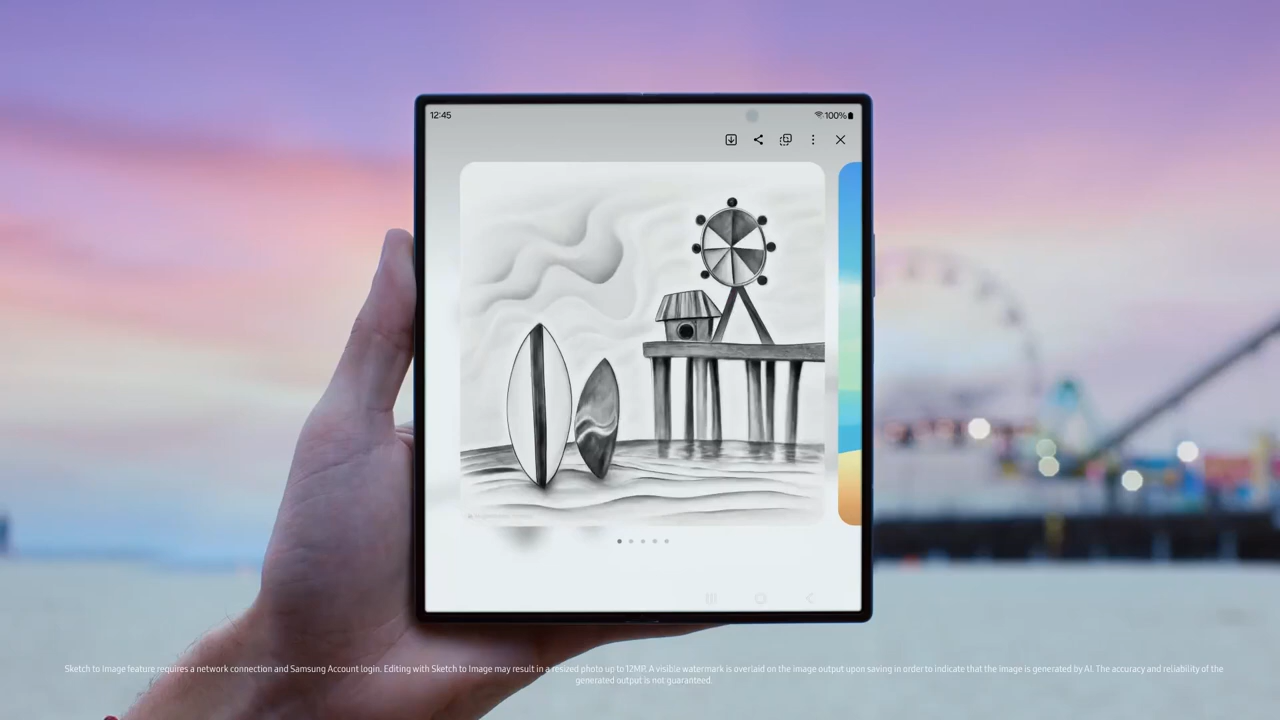 12:45
100%
Sketch to Image feature requires a network connection and Samsung Account login. Editing with Sketch to Image may result in a resized photo up to 12MP. A visible watermark is overlaid on the image output upon saving in order to indicate that the image is generated by AI. The accuracy and reliability of the
generated output is not guaranteed.